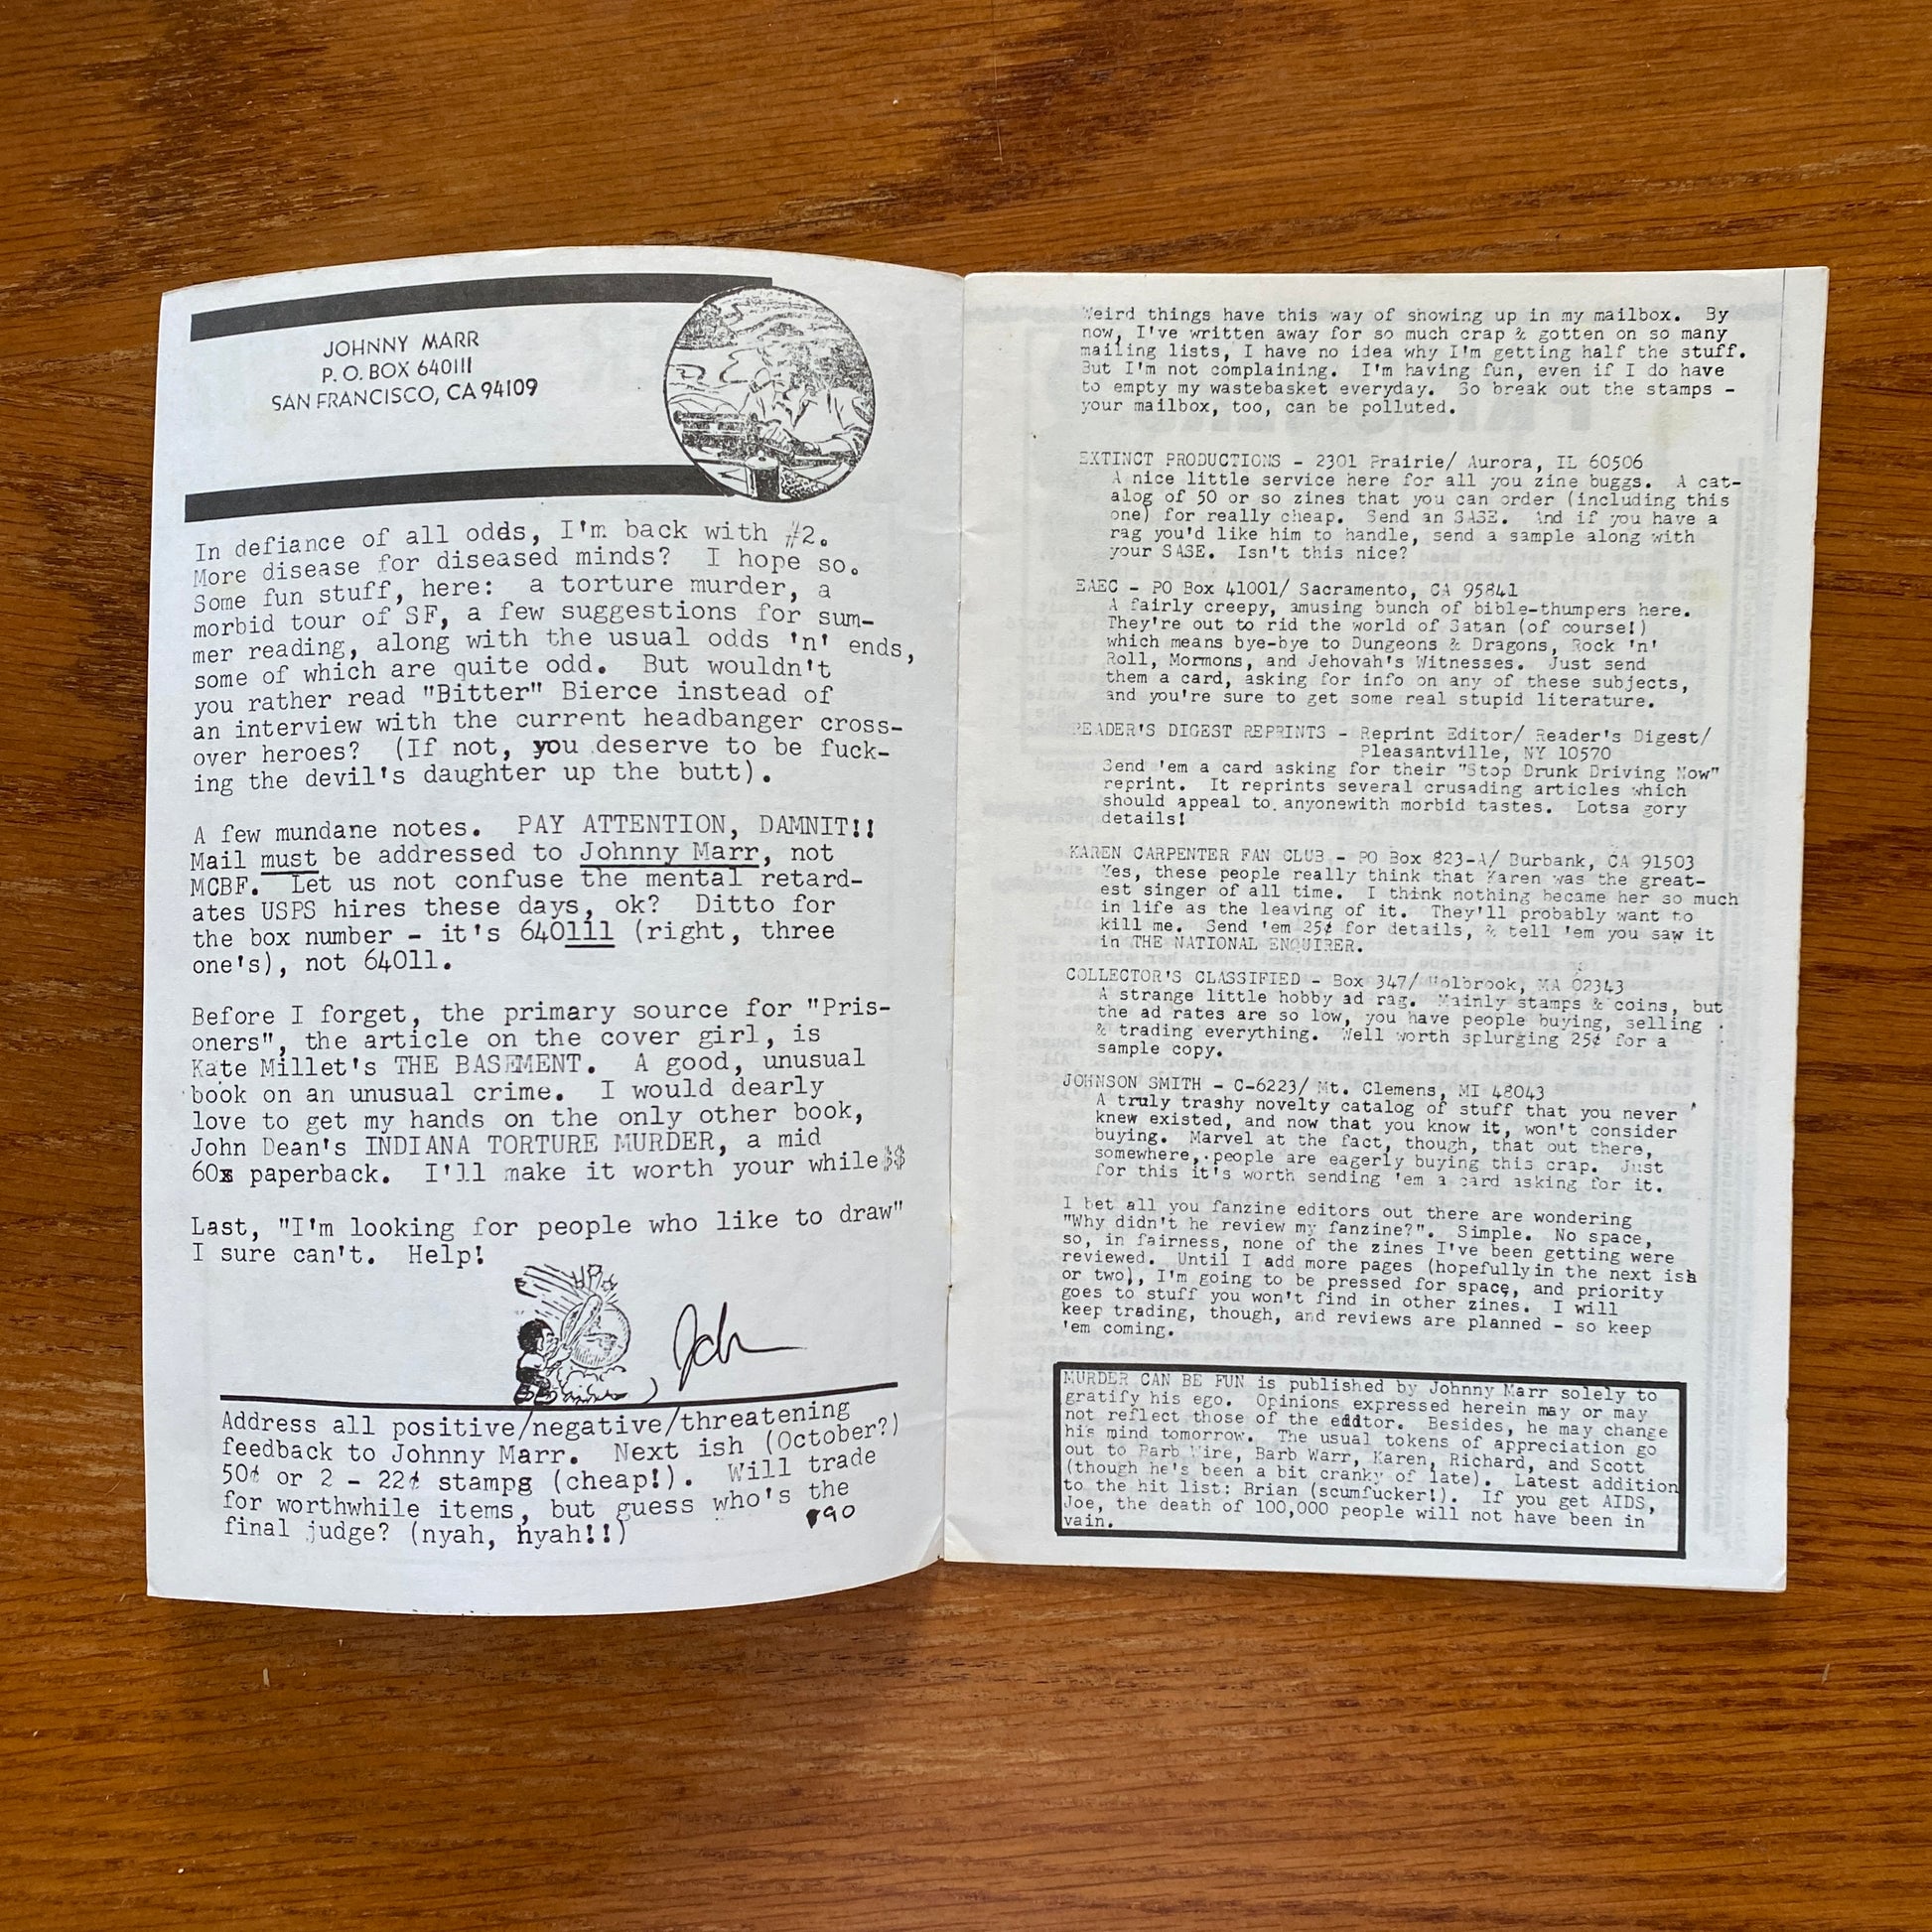 JOHNNY MARR
P. O. BOX 640111
SAN FRANCISCO, CA 94109
In defiance of all odds, I'm back with #2.
More disease for diseased minds? I hope so.
Some fun stuff, here: a torture murder, a
morbid tour of SF, a few suggestions for sum-
mer reading, along with the usual odds 'n' ends,
some of which are quite odd. But wouldn't
you rather read "Bitter" Bierce instead of
an interview with the current headbanger cross-
over heroes? (If not, you deserve to be fuck-
ing the devil's daughter up the butt).
A few mundane notes. PAY ATTENTION, DAMNIT!!
Mail must be addressed to Johnny Marr, not
MCBF. Let us not confuse the mental retard-
ates USPS hires these days, ok? Ditto for
the box number - it's 640111 (right, three
one's), not 64011.
Before I forget, the primary source for "Pris-
oners", the article on the cover girl, is
Kate Millet's THE BASEMENT. A good, unusual
book on an unusual crime. I would dearly
love to get my hands on the only other book,
John Dean's INDIANA TORTURE MURDER, a mid
60s paperback. I'll make it worth your while$$
Last, "I'm looking for people who like to draw"
I sure can't. Help!
John
Address all positive/negative/threatening
feedback to Johnny Marr. Next ish (October?)
50¢ or 2 - 22¢ stamps (cheap!). Will trade
for worthwhile items, but guess who's the
final judge? (nyah, nyah!!)
Weird things have this way of showing up in my mailbox. By
now, I've written away for so much crap & gotten on so many
mailing lists, I have no idea why I'm getting half the stuff.
But I'm not complaining. I'm having fun, even if I do have
to empty my wastebasket everyday. So break out the stamps -
your mailbox, too, can be polluted.
EXTINCT PRODUCTIONS - 2301 Prairie/ Aurora, IL 60506
A nice little service here for all you zine buggs. A cat-
alog of 50 or so zines that you can order (including this
one) for really cheap. Send an SASE. And if you have a
rag you'd like him to handle, send a sample along with
your SASE. Isn't this nice?
EAEC - PO Box 41001/ Sacramento, CA 95841
A fairly creepy, amusing bunch of bible-thumpers here.
They're out to rid the world of Satan (of course!)
which means bye-bye to Dungeons & Dragons, Rock 'n'
Roll, Mormons, and Jehovah's Witnesses. Just send
them a card, asking for info on any of these subjects,
and you're sure to get some real stupid literature.
READER'S DIGEST REPRINTS - Reprint Editor/ Reader's Digest/
Pleasantville, NY 10570
Send 'em a card asking for their "Stop Drunk Driving Now"
reprint. It reprints several crusading articles which
should appeal to anyonewith morbid tastes. Lotsa gory
details!
KAREN CARPENTER FAN CLUB - PO Box 823-A/ Burbank, CA 91503
Yes, these people really think that Karen was the great-
est singer of all time. I think nothing became her so much
in life as the leaving of it. They'll probably want to
kill me. Send 'em 25¢ for details, & tell 'em you saw it
in THE NATIONAL ENQUIRER.
COLLECTOR'S CLASSIFIED - Box 347/ Holbrook, MA 02343
A strange little hobby ad rag. Mainly stamps & coins, but
the ad rates are so low, you have people buying, selling
& trading everything. Well worth splurging 25¢ for a
sample copy.
JOHNSON SMITH - C-6223/ Mt. Clemens, MI 48043
A truly trashy novelty catalog of stuff that you never
knew existed, and now that you know it, won't consider
buying. Marvel at the fact, though, that out there,
somewhere, people are eagerly buying this crap. Just
for this it's worth sending 'em a card asking for it.
I bet all you fanzine editors out there are wondering
"Why didn't he review my fanzine?". Simple. No space,
so, in fairness, none of the zines I've been getting were
reviewed. Until I add more pages (hopefully in the next ish
or two), I'm going to be pressed for space, and priority
goes to stuff you won't find in other zines. I will
keep trading, though, and reviews are planned - so keep
'em coming.
MURDER CAN BE FUN is published by Johnny Marr solely to
gratify his ego. Opinions expressed herein may or may
not reflect those of the editor. Besides, he may change
his mind tomorrow. The usual tokens of appreciation go
out to Barb Wire, Barb Warr, Karen, Richard, and Scott
(though he's been a bit cranky of late). Latest addition
to the hit list: Brian (scumfucker!). If you get AIDS,
Joe, the death of 100,000 people will not have been in
vain.